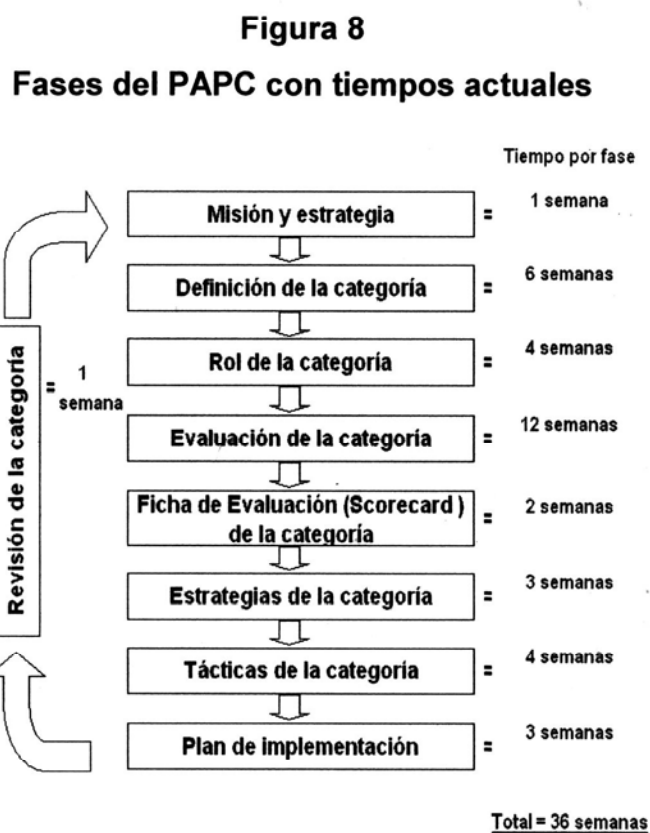 Figura 8
Fases del PAPC con tiempos actuales
Tiempo por fase
Misión y estrategia = 1 semana
Definición de la categoría = 6 semanas
Rol de la categoría = 4 semanas
Evaluación de la categoría = 12 semanas
Ficha de Evaluación (Scorecard )
de la categoría = 2 semanas
Estrategias de la categoría = 3 semanas
Tácticas de la categoría = 4 semanas
Plan de implementación = 3 semanas
Revisión de la categoría
= 1
semana
Total = 36 semanas